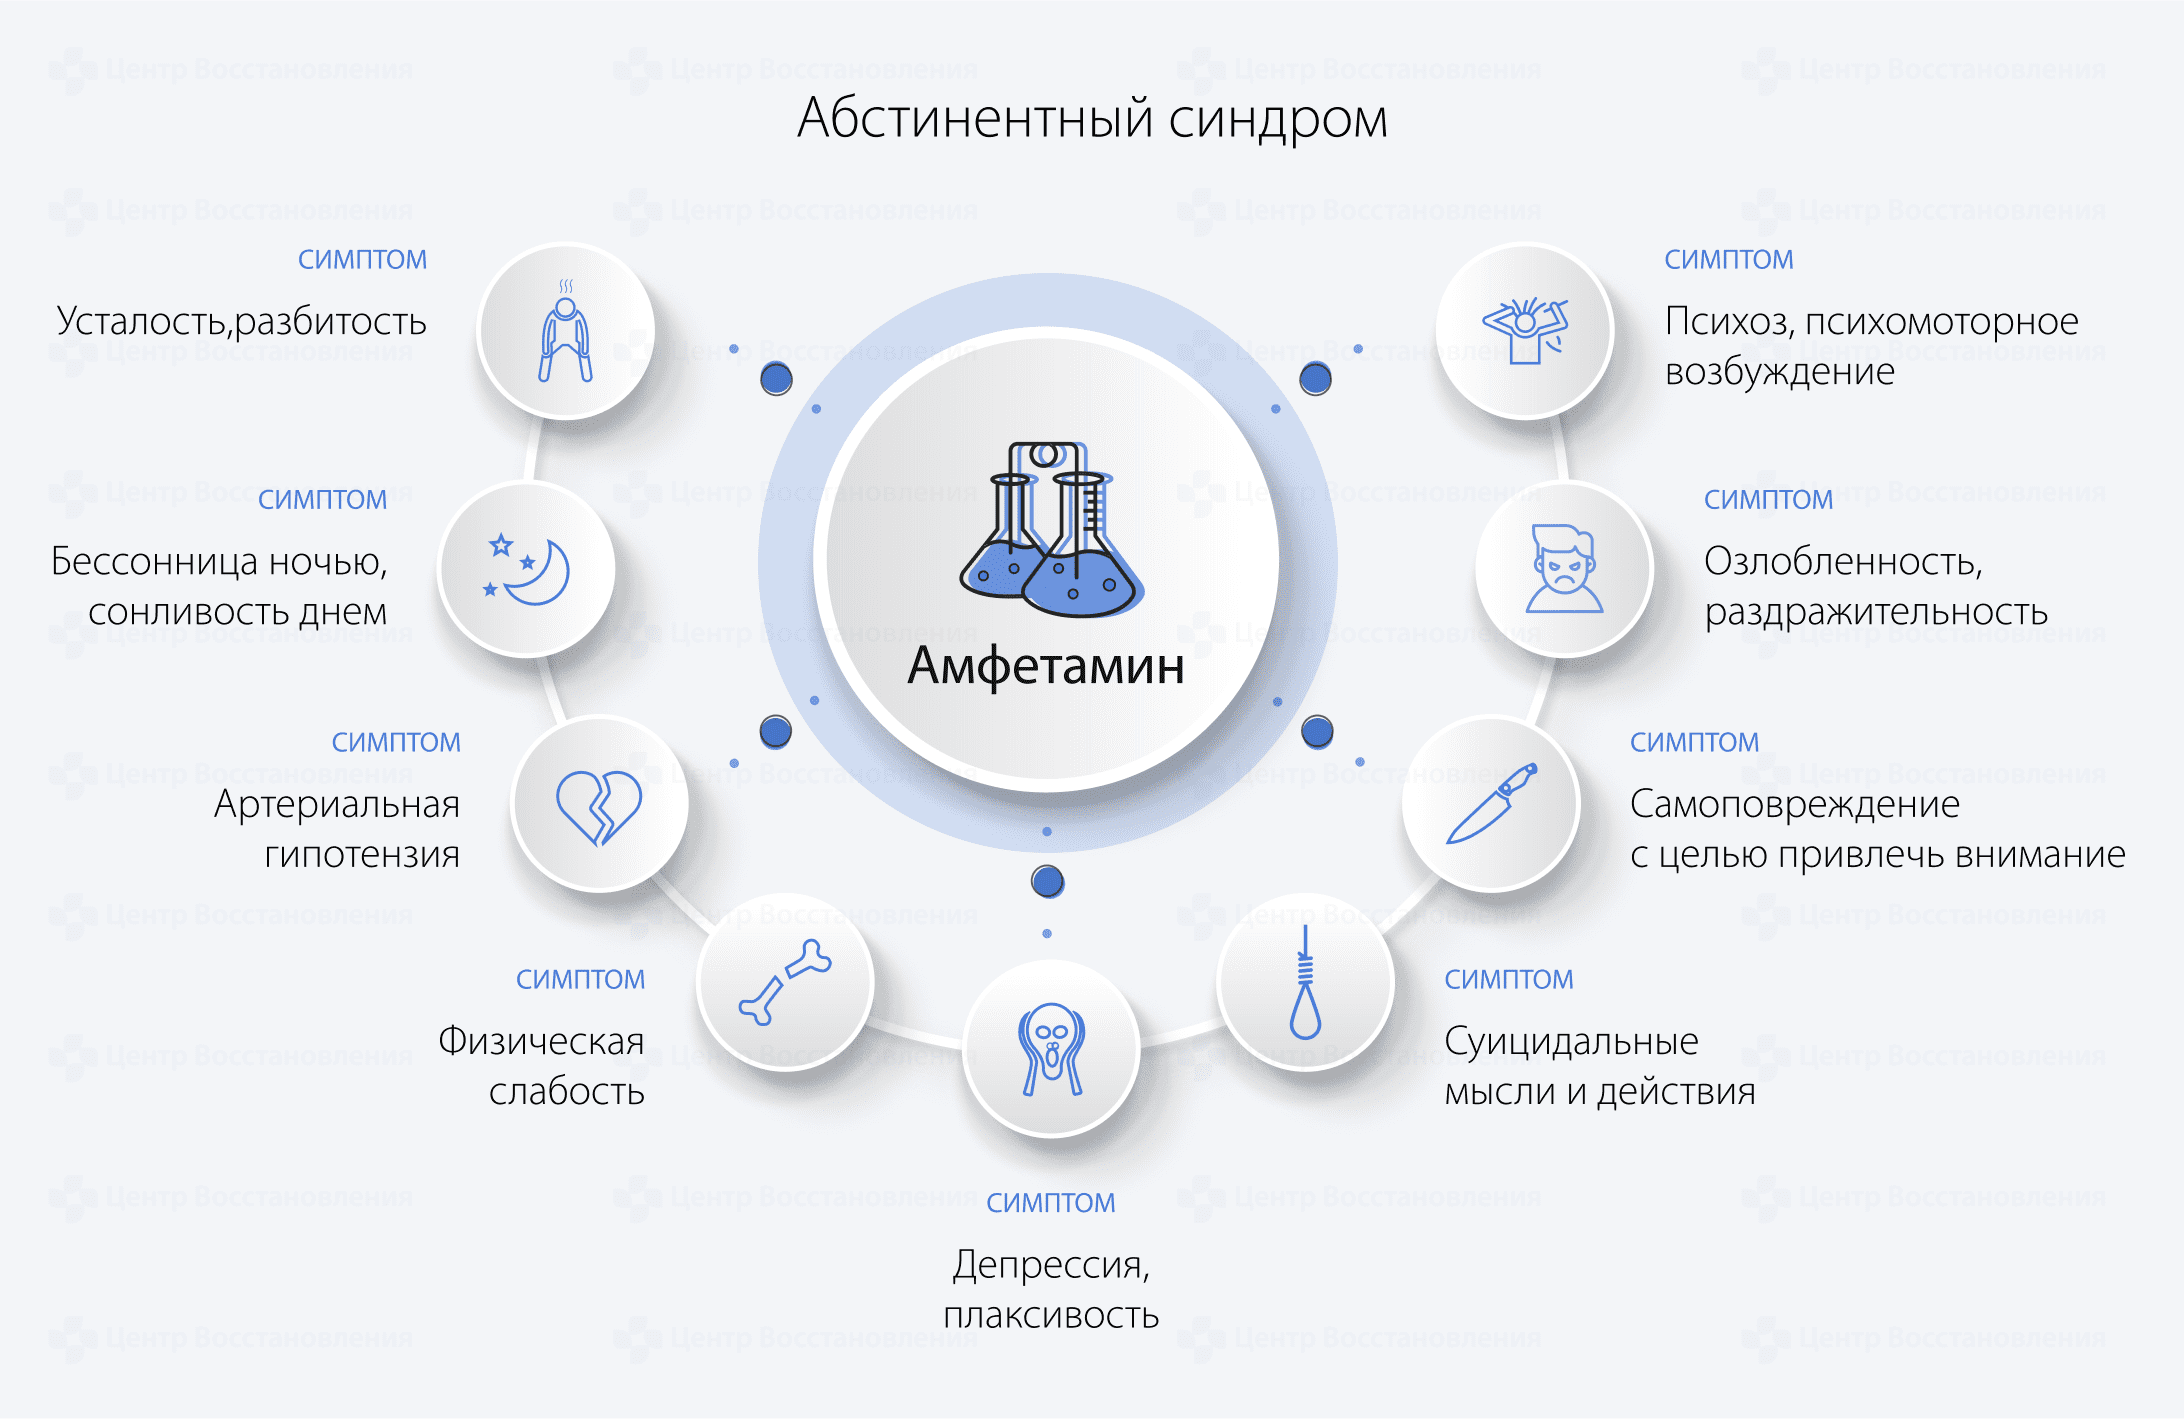 Абстинентный синдром
СИМПТОМ
Усталость,разбитость
СИМПТОМ
Бессонница ночью,
сонливость днем
СИМПТОМ
Артериальная
гипотензия
СИМПТОМ
Физическая
слабость
СИМПТОМ
Депрессия,
плаксивость
СИМПТОМ
Суицидальные
мысли и действия
СИМПТОМ
Самоповреждение
с целью привлечь внимание
СИМПТОМ
Озлобленность,
раздражительность
СИМПТОМ
Психоз, психомоторное
возбуждение
Амфетамин
Центр Восстановления